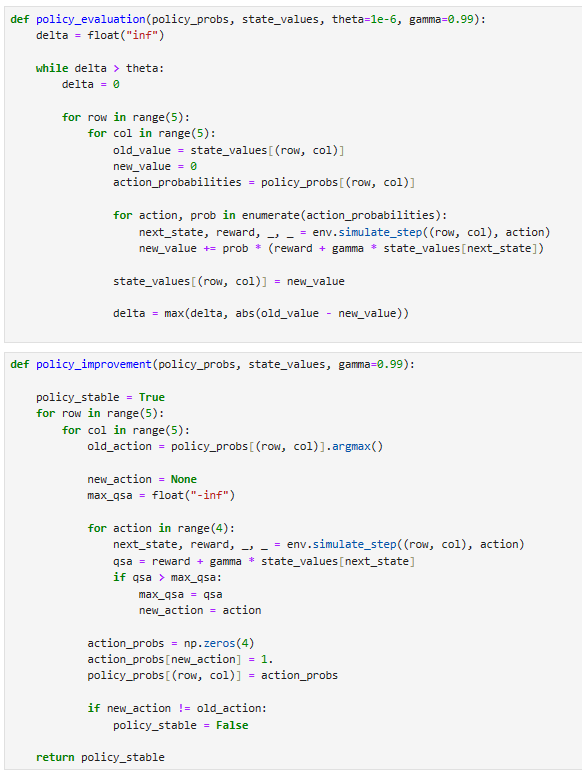 def policy_evaluation(policy_probs, state_values, theta=1e-6, gamma=0.99):
    delta = float("inf")

    while delta > theta:
        delta = 0

        for row in range(5):
            for col in range(5):
                old_value = state_values[(row, col)]
                new_value = 0
                action_probabilities = policy_probs[(row, col)]

                for action, prob in enumerate(action_probabilities):
                    next_state, reward, _, _ = env.simulate_step((row, col), action)
                    new_value += prob * (reward + gamma * state_values[next_state])

                state_values[(row, col)] = new_value

                delta = max(delta, abs(old_value - new_value))

def policy_improvement(policy_probs, state_values, gamma=0.99):

    policy_stable = True
    for row in range(5):
        for col in range(5):
            old_action = policy_probs[(row, col)].argmax()

            new_action = None
            max_qsa = float("-inf")

            for action in range(4):
                next_state, reward, _, _ = env.simulate_step((row, col), action)
                qsa = reward + gamma * state_values[next_state]
                if qsa > max_qsa:
                    max_qsa = qsa
                    new_action = action

            action_probs = np.zeros(4)
            action_probs[new_action] = 1.
            policy_probs[(row, col)] = action_probs

            if new_action != old_action:
                policy_stable = False

    return policy_stable